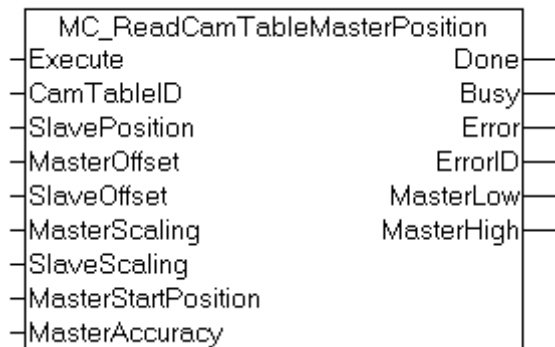 MC_ReadCamTableMasterPosition
Execute Done
CamTableID Busy
SlavePosition Error
MasterOffset ErrorID
SlaveOffset MasterLow
MasterScaling MasterHigh
SlaveScaling
MasterStartPosition
MasterAccuracy